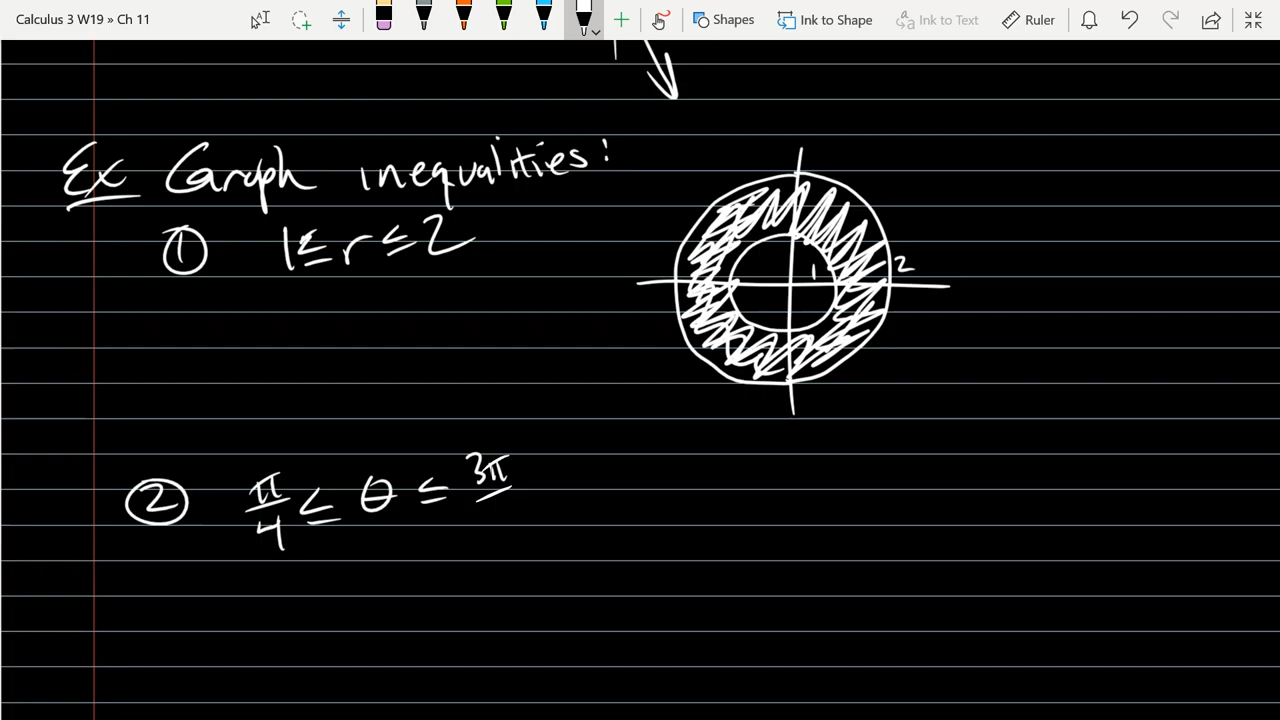 Calculus 3 W19 » Ch 11
Shapes Ink to Shape Ink to Text Ruler
Ex Graph inequalities:
① 1 ≤ r ≤ 2
1 2
② π/4 ≤ θ ≤ 3π/